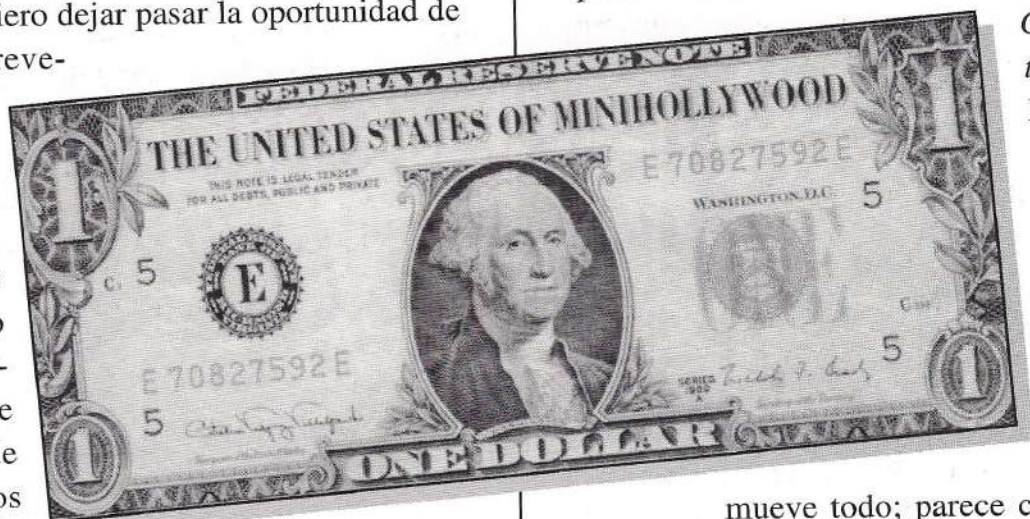 iero dejar pasar la oportunidad de
reve-
FEDERAL RESERVE NOTE
THE UNITED STATES OF MINIHOLLYWOOD
THIS NOTE IS LEGAL TENDER
FOR ALL DEBTS, PUBLIC AND PRIVATE
E 70827592 E
WASHINGTON, D.C.
1
1
5
5
E
E 70827592 E
5
5
SERIES
1
1
ONE DOLLAR
e
e
os
mueve todo; parece c